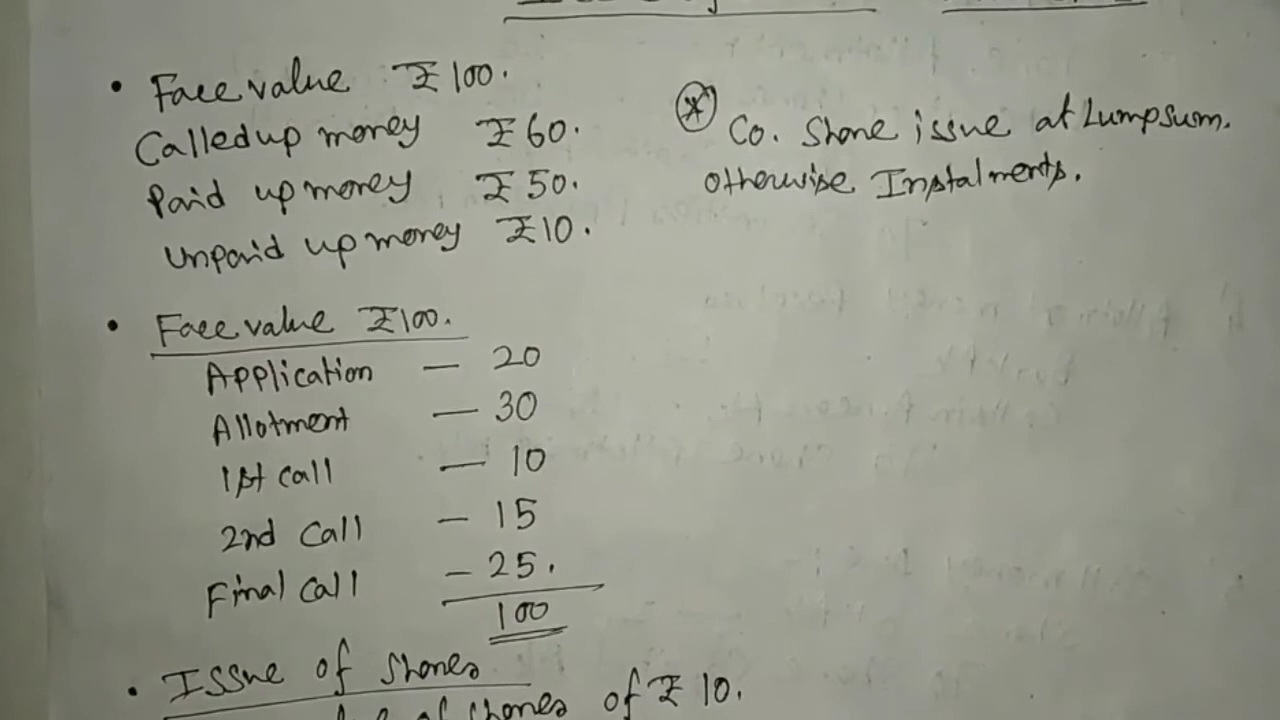 • Face value ₹100.
Calledup money ₹60.
Paid up money ₹50.
Unpaid up money ₹10.
* Co. Share issue at Lumpsum.
otherwise Instalments.
• Face value ₹100.
Application — 20
Allotment — 30
1st call — 10
2nd call — 15
Final call — 25.
100
• Issue of shares
of shares of ₹10.